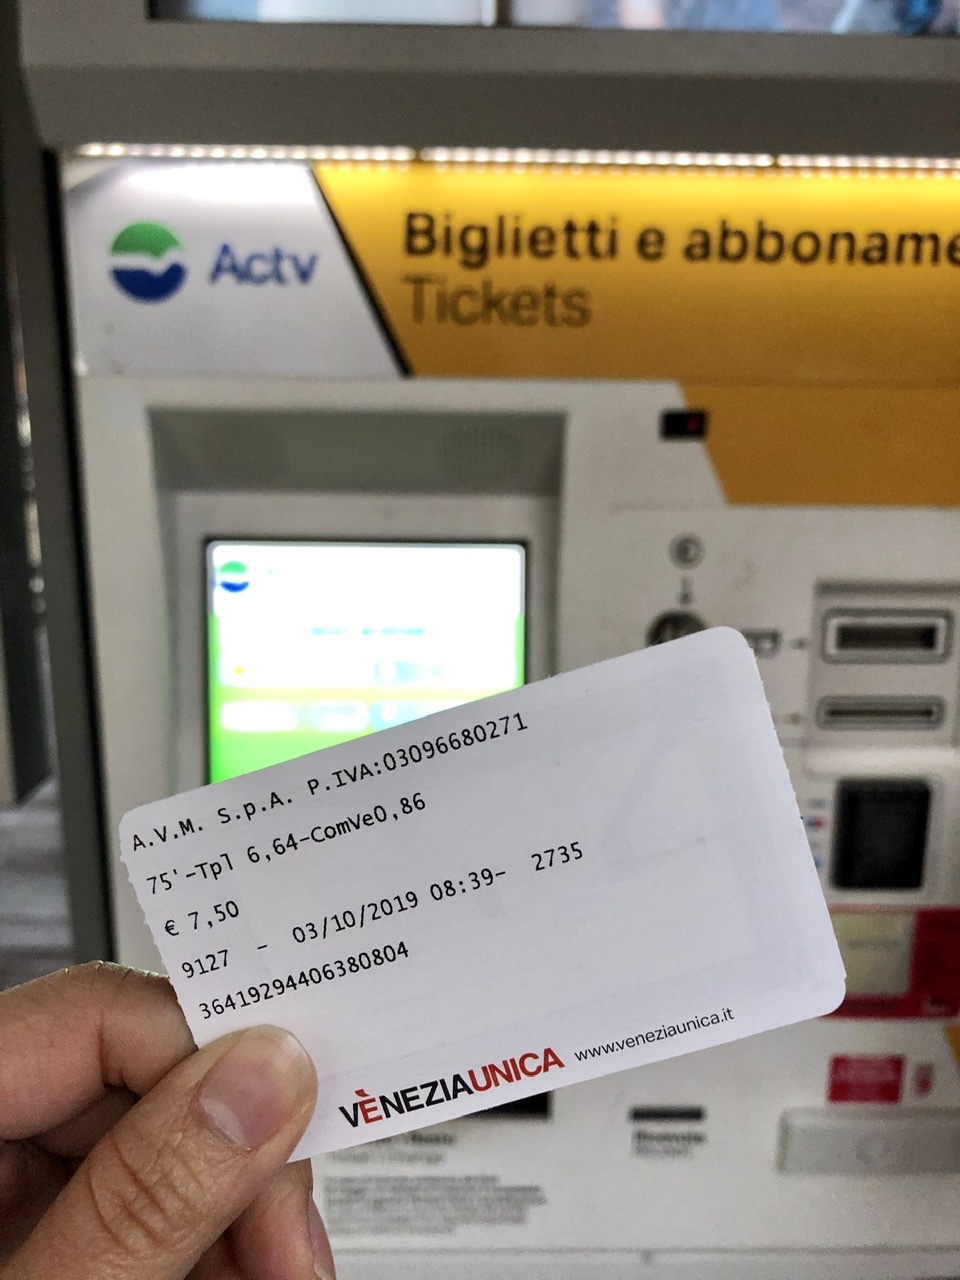 Actv
Biglietti e abboname
Tickets
A.V.M. S.p.A. P.IVA:03096680271
75'-Tpl 6,64-ComVe0,86
€ 7,50
9127 - 03/10/2019 08:39- 2735
36419294406380804
VÈNEZIAUNICA www.veneziaunica.it